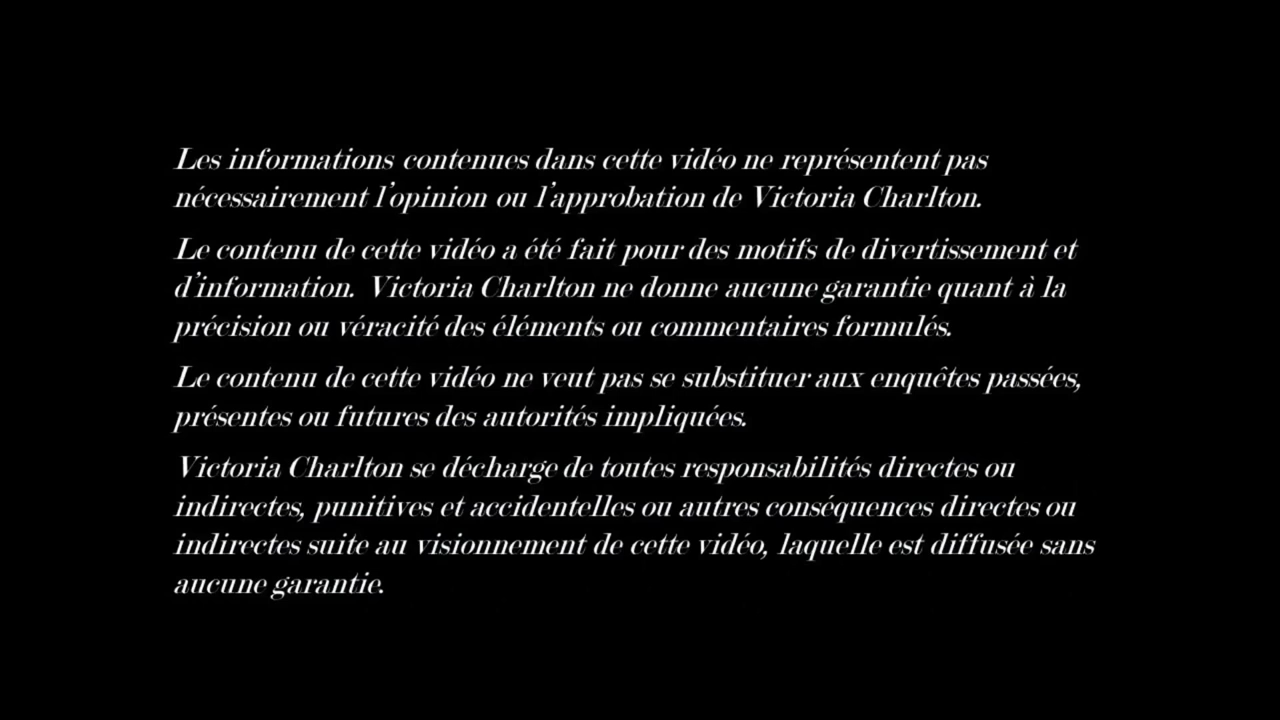 Les informations contenues dans cette vidéo ne représentent pas
nécessairement l’opinion ou l’approbation de Victoria Charlton.
Le contenu de cette vidéo a été fait pour des motifs de divertissement et
d’information. Victoria Charlton ne donne aucune garantie quant à la
précision ou véracité des éléments ou commentaires formulés.
Le contenu de cette vidéo ne veut pas se substituer aux enquêtes passées,
présentes ou futures des autorités impliquées.
Victoria Charlton se décharge de toutes responsabilités directes ou
indirectes, punitives et accidentelles ou autres conséquences directes ou
indirectes suite au visionnement de cette vidéo, laquelle est diffusée sans
aucune garantie.